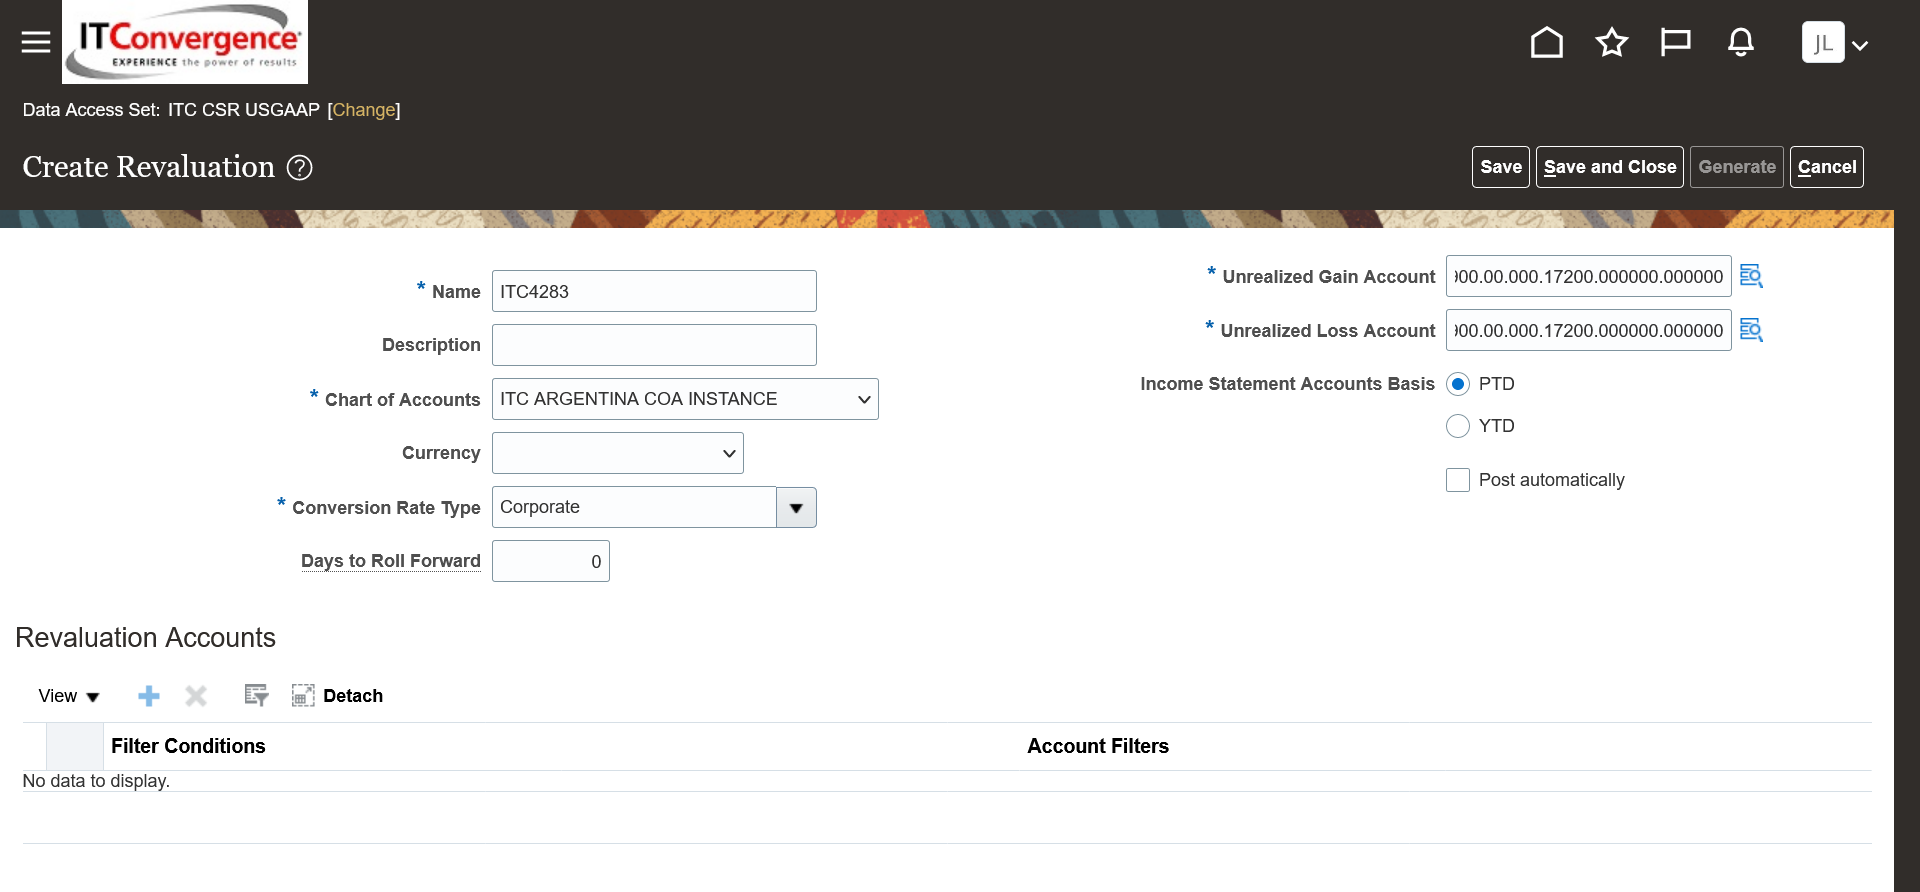 ITConvergence
EXPERIENCE the power of results
JL
Data Access Set: ITC CSR USGAAP [Change]
Create Revaluation ?
Save Save and Close Generate Cancel
* Name ITC4283
Description
* Chart of Accounts ITC ARGENTINA COA INSTANCE
Currency
* Conversion Rate Type Corporate
Days to Roll Forward 0
* Unrealized Gain Account 00.00.000.17200.000000.000000
* Unrealized Loss Account 00.00.000.17200.000000.000000
Income Statement Accounts Basis PTD
YTD
Post automatically
Revaluation Accounts
View Detach
Filter Conditions Account Filters
No data to display.